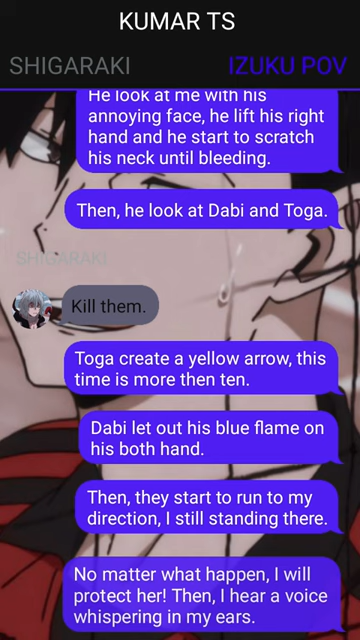 KUMAR TS
SHIGARAKI
IZUKU POV
He look at me with his
annoying face, he lift his right
hand and he start to scratch
his neck until bleeding.
Then, he look at Dabi and Toga.
SHIGARAKI
Kill them.
Toga create a yellow arrow, this
time is more then ten.
Dabi let out his blue flame on
his both hand.
Then, they start to run to my
direction, I still standing there.
No matter what happen, I will
protect her! Then, I hear a voice
whispering in my ears.